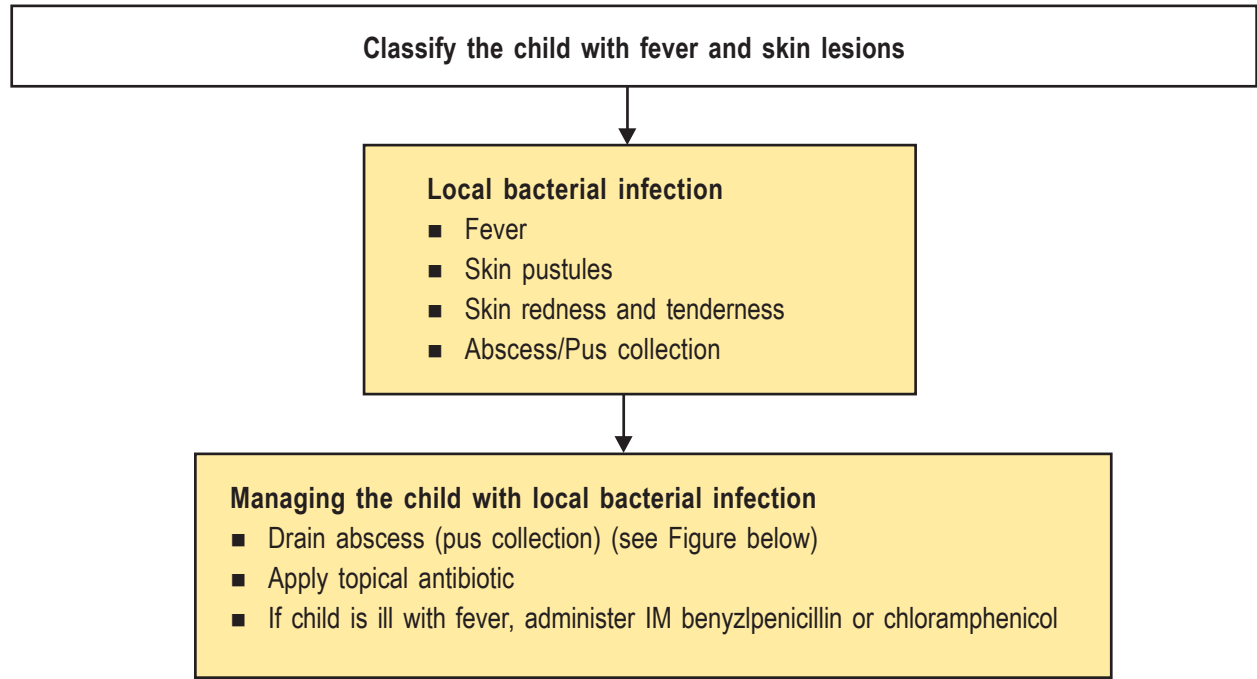 Classify the child with fever and skin lesions
Local bacterial infection
■ Fever
■ Skin pustules
■ Skin redness and tenderness
■ Abscess/Pus collection
Managing the child with local bacterial infection
■ Drain abscess (pus collection) (see Figure below)
■ Apply topical antibiotic
■ If child is ill with fever, administer IM benyzlpenicillin or chloramphenicol